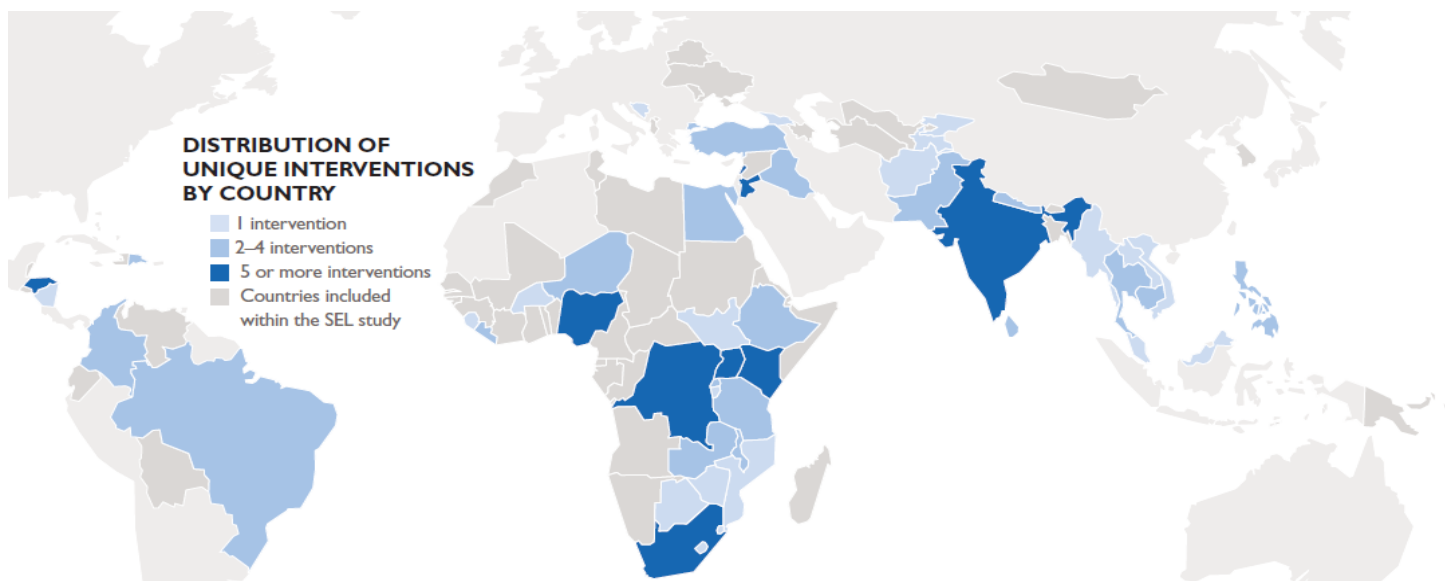 DISTRIBUTION OF
UNIQUE INTERVENTIONS
BY COUNTRY
1 intervention
2–4 interventions
5 or more interventions
Countries included
within the SEL study